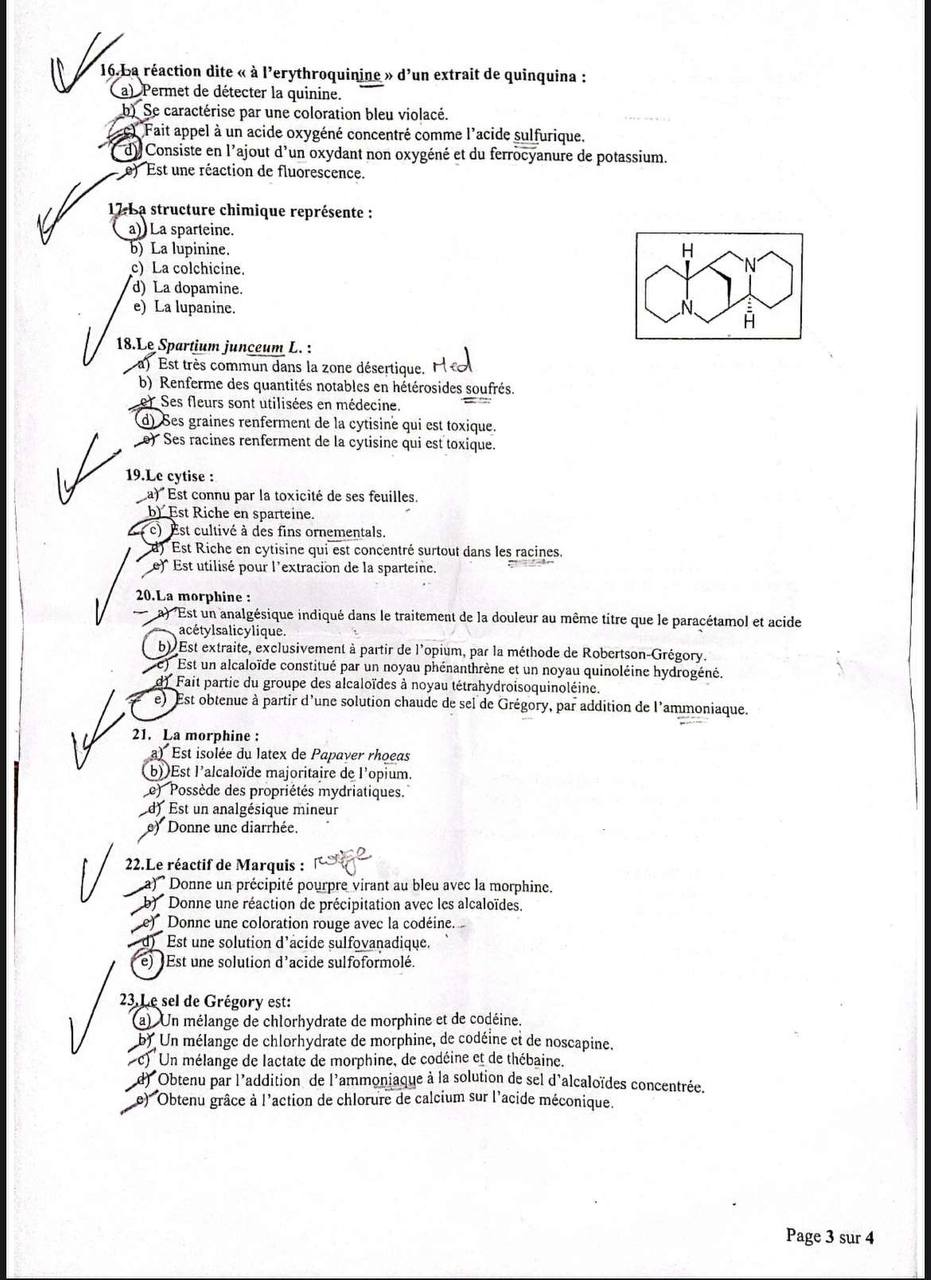 16.La réaction dite « à l'erythroquinine » d'un extrait de quinquina :
a) Permet de détecter la quinine.
b) Se caractérise par une coloration bleu violacé.
c) Fait appel à un acide oxygéné concentré comme l'acide sulfurique.
d) Consiste en l'ajout d'un oxydant non oxygéné et du ferrocyanure de potassium.
e) Est une réaction de fluorescence.
17.La structure chimique représente :
a) La sparteine.
b) La lupinine.
c) La colchicine.
d) La dopamine.
e) La lupanine.
H
N
N
H
18.Le Spartium junceum L. :
a) Est très commun dans la zone désertique. Med
b) Renferme des quantités notables en hétérosides soufrés.
c) Ses fleurs sont utilisées en médecine.
d) Ses graines renferment de la cytisine qui est toxique.
e) Ses racines renferment de la cytisine qui est toxique.
19.Le cytise :
a) Est connu par la toxicité de ses feuilles.
b) Est Riche en sparteine.
c) Est cultivé à des fins ornementals.
d) Est Riche en cytisine qui est concentré surtout dans les racines.
e) Est utilisé pour l'extracion de la sparteine.
20.La morphine :
a) Est un analgésique indiqué dans le traitement de la douleur au même titre que le paracétamol et acide
acétylsalicylique.
b) Est extraite, exclusivement à partir de l'opium, par la méthode de Robertson-Grégory.
c) Est un alcaloïde constitué par un noyau phénanthrène et un noyau quinoléine hydrogéné.
d) Fait partie du groupe des alcaloïdes à noyau tétrahydroisoquinoléine.
e) Est obtenue à partir d'une solution chaude de sel de Grégory, par addition de l'ammoniaque.
21. La morphine :
a) Est isolée du latex de Papaver rhoeas
b) Est l'alcaloïde majoritaire de l'opium.
c) Possède des propriétés mydriatiques.
d) Est un analgésique mineur
e) Donne une diarrhée.
22.Le réactif de Marquis : rouge
a) Donne un précipité pourpre virant au bleu avec la morphine.
b) Donne une réaction de précipitation avec les alcaloïdes.
c) Donne une coloration rouge avec la codéine.
d) Est une solution d'acide sulfovanadique.
e) Est une solution d'acide sulfoformolé.
23.Le sel de Grégory est:
a) Un mélange de chlorhydrate de morphine et de codéine.
b) Un mélange de chlorhydrate de morphine, de codéine et de noscapine.
c) Un mélange de lactate de morphine, de codéine et de thébaine.
d) Obtenu par l'addition de l'ammoniaque à la solution de sel d'alcaloïdes concentrée.
e) Obtenu grâce à l'action de chlorure de calcium sur l'acide méconique.
Page 3 sur 4